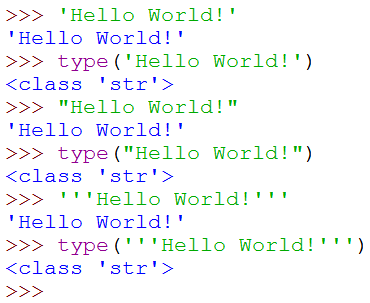 >>> 'Hello World!'
'Hello World!'
>>> type('Hello World!')
<class 'str'>
>>> "Hello World!"
'Hello World!'
>>> type("Hello World!")
<class 'str'>
>>> '''Hello World!'''
'Hello World!'
>>> type('''Hello World!''')
<class 'str'>
>>>